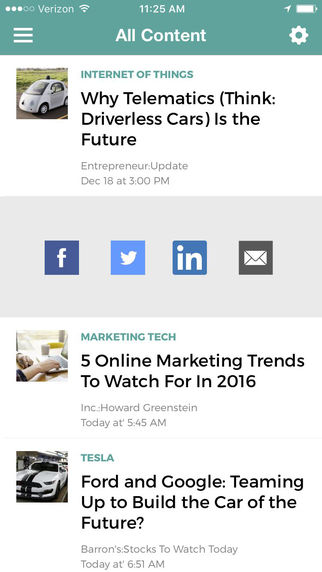 Verizon 11:25 AM
All Content
INTERNET OF THINGS
Why Telematics (Think:
Driverless Cars) Is the
Future
Entrepreneur:Update
Dec 18 at 3:00 PM
f in
MARKETING TECH
5 Online Marketing Trends
To Watch For In 2016
Inc.:Howard Greenstein
Today at' 5:45 AM
TESLA
Ford and Google: Teaming
Up to Build the Car of the
Future?
Barron's:Stocks To Watch Today
Today at' 6:51 AM